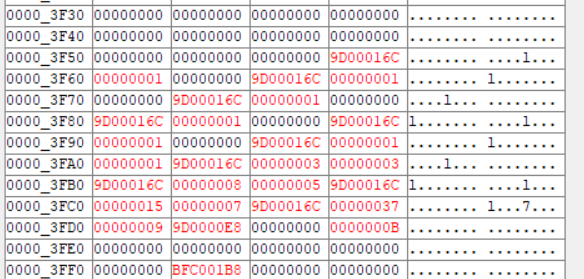 0000_3F30 00000000 00000000 00000000 00000000 ........ ........
0000_3F40 00000000 00000000 00000000 00000000 ........ ........
0000_3F50 00000000 00000000 00000000 9D00016C ........ ....l...
0000_3F60 00000001 00000000 9D00016C 00000001 ........ l.......
0000_3F70 00000000 9D00016C 00000001 00000000 ....l... ........
0000_3F80 9D00016C 00000001 00000000 9D00016C l....... ....l...
0000_3F90 00000001 00000000 9D00016C 00000001 ........ l.......
0000_3FA0 00000001 9D00016C 00000003 00000003 ....l... ........
0000_3FB0 9D00016C 00000008 00000005 9D00016C l....... ....l...
0000_3FC0 00000015 00000007 9D00016C 00000037 ........ l...7...
0000_3FD0 00000009 9D0000E8 00000000 0000000B ........ ........
0000_3FE0 00000000 00000000 00000000 00000000 ........ ........
0000_3FF0 00000000 BFC001B8 00000000 00000000 ........ ........